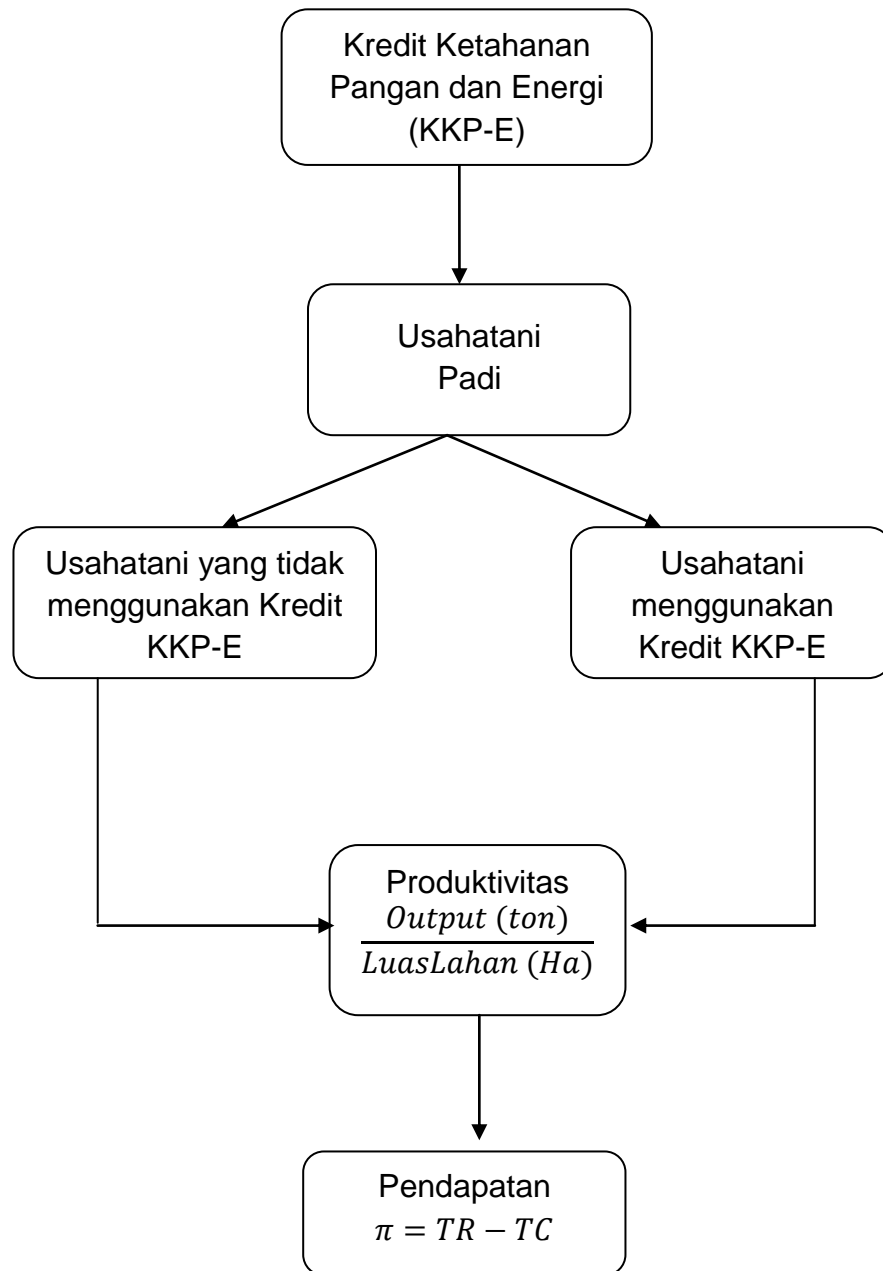 Kredit Ketahanan
Pangan dan Energi
(KKP-E)
Usahatani
Padi
Usahatani yang tidak
menggunakan Kredit
KKP-E
Usahatani
menggunakan
Kredit KKP-E
Produktivitas
Output (ton)
LuasLahan (Ha)
Pendapatan
π = TR − TC